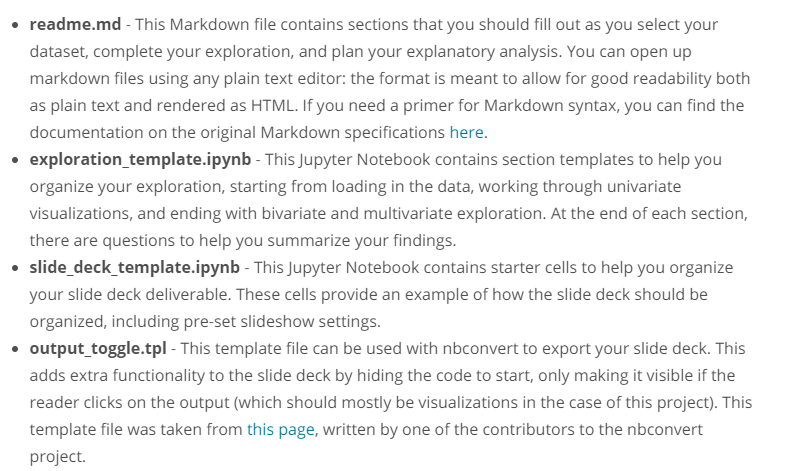 • readme.md - This Markdown file contains sections that you should fill out as you select your
dataset, complete your exploration, and plan your explanatory analysis. You can open up
markdown files using any plain text editor: the format is meant to allow for good readability both
as plain text and rendered as HTML. If you need a primer for Markdown syntax, you can find the
documentation on the original Markdown specifications here.
• exploration_template.ipynb - This Jupyter Notebook contains section templates to help you
organize your exploration, starting from loading in the data, working through univariate
visualizations, and ending with bivariate and multivariate exploration. At the end of each section,
there are questions to help you summarize your findings.
• slide_deck_template.ipynb - This Jupyter Notebook contains starter cells to help you organize
your slide deck deliverable. These cells provide an example of how the slide deck should be
organized, including pre-set slideshow settings.
• output_toggle.tpl - This template file can be used with nbconvert to export your slide deck. This
adds extra functionality to the slide deck by hiding the code to start, only making it visible if the
reader clicks on the output (which should mostly be visualizations in the case of this project). This
template file was taken from this page, written by one of the contributors to the nbconvert
project.